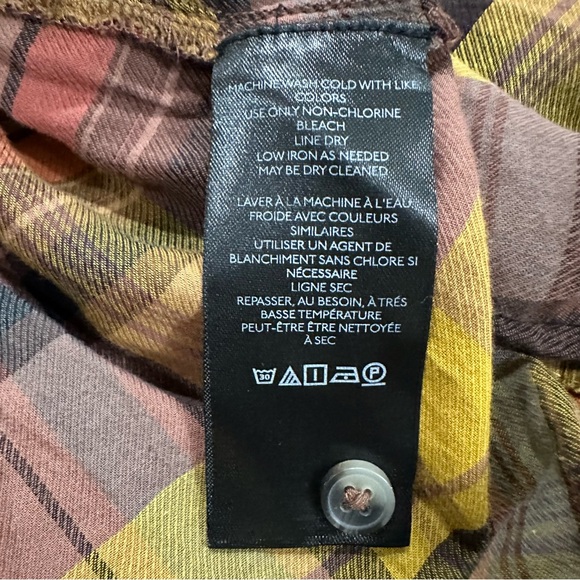 MACHINE WASH COLD WITH LIKE
COLORS
USE ONLY NON-CHLORINE
BLEACH
LINE DRY
LOW IRON AS NEEDED
MAY BE DRY CLEANED
LAVER À LA MACHINE À L'EAU
FROIDE AVEC COULEURS
SIMILAIRES
UTILISER UN AGENT DE
BLANCHIMENT SANS CHLORE SI
NÉCESSAIRE
LIGNE SEC
REPASSER, AU BESOIN, À TRÉS
BASSE TEMPÉRATURE
PEUT-ÊTRE ÊTRE NETTOYÉE
À SEC
30 P